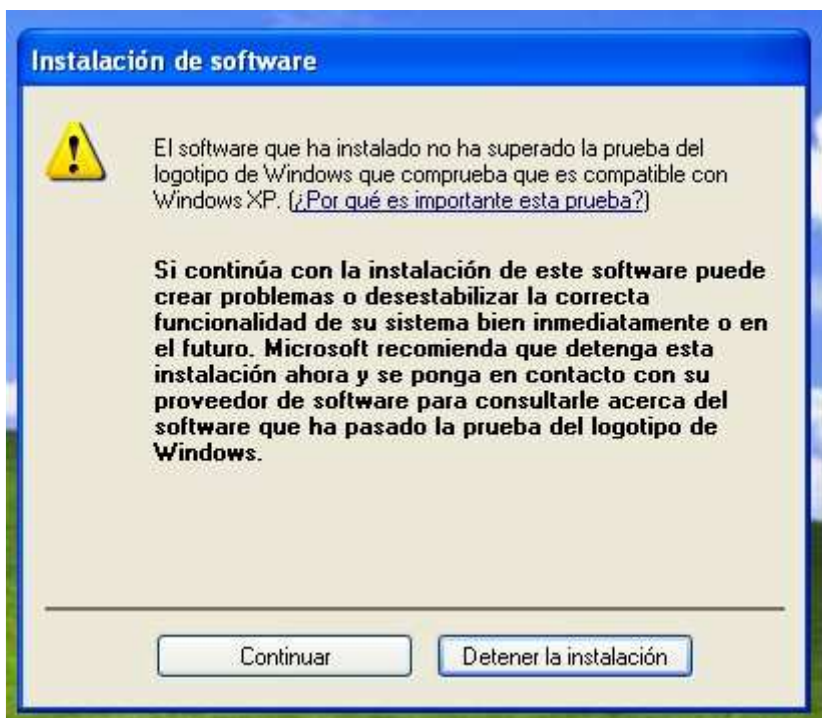 Instalación de software
El software que ha instalado no ha superado la prueba del
logotipo de Windows que comprueba que es compatible con
Windows XP. (¿Por qué es importante esta prueba?)
Si continúa con la instalación de este software puede
crear problemas o desestabilizar la correcta
funcionalidad de su sistema bien inmediatamente o en
el futuro. Microsoft recomienda que detenga esta
instalación ahora y se ponga en contacto con su
proveedor de software para consultarle acerca del
software que ha pasado la prueba del logotipo de
Windows.
Continuar
Detener la instalación